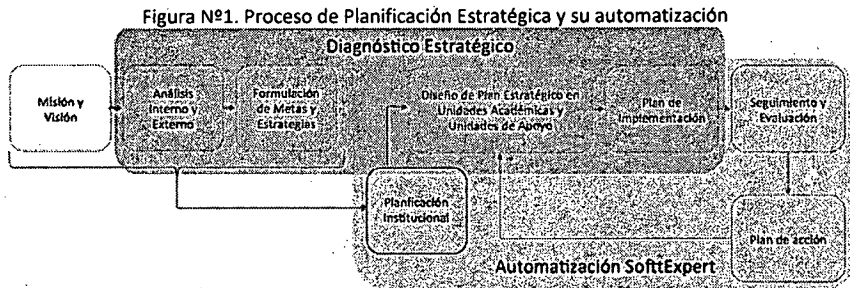 Figura Nº1. Proceso de Planificación Estratégica y su automatización
Diagnóstico Estratégico
Misión y
Visión
Análisis
Interno y
Externo
Formulación
de Metas y
Estrategias
Diseño de Plan Estratégico en
Unidades Académicas y
Unidades de Apoyo
Plan de
Implementación
Seguimiento y
Evaluación
Planficación
Institucional
Plan de acción
Automatización SofttExpert